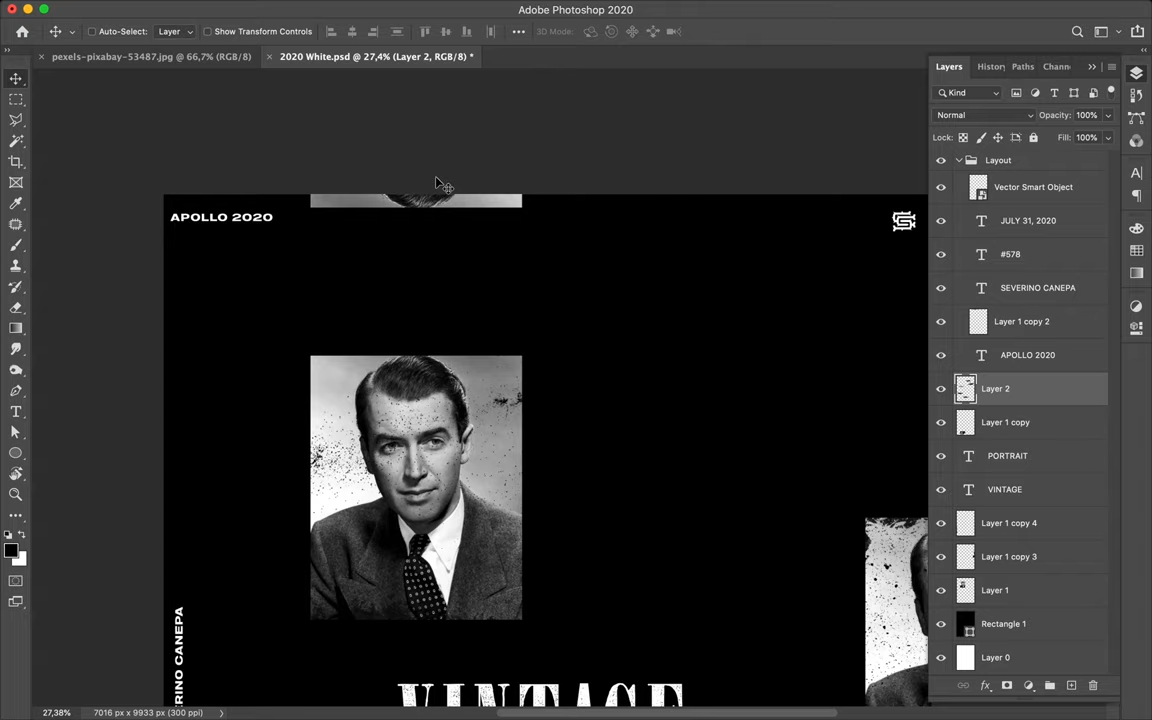 Adobe Photoshop 2020
Auto-Select: Layer Show Transform Controls 3D Mode:
pexels-pixabay-53487.jpg @ 66,7% (RGB/8)
2020 White.psd @ 27,4% (Layer 2, RGB/8) *
Layers History Paths Chann
Kind
Normal Opacity: 100%
Lock: Fill: 100%
Layout
Vector Smart Object
T JULY 31, 2020
T #578
T SEVERINO CANEPA
Layer 1 copy 2
T APOLLO 2020
Layer 2
Layer 1 copy
T PORTRAIT
T VINTAGE
Layer 1 copy 4
Layer 1 copy 3
Layer 1
Rectangle 1
Layer 0
fx
APOLLO 2020
ERINO CANEPA
VINTAGE
27,38% 7016 px x 9933 px (300 ppi)